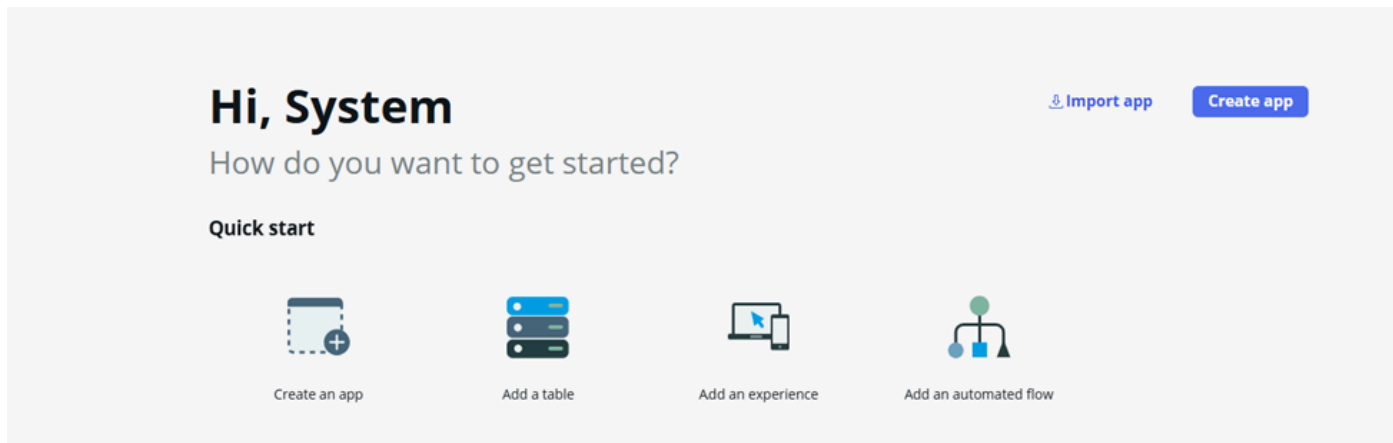 Hi, System
Import app
Create app
How do you want to get started?
Quick start
Create an app
Add a table
Add an experience
Add an automated flow